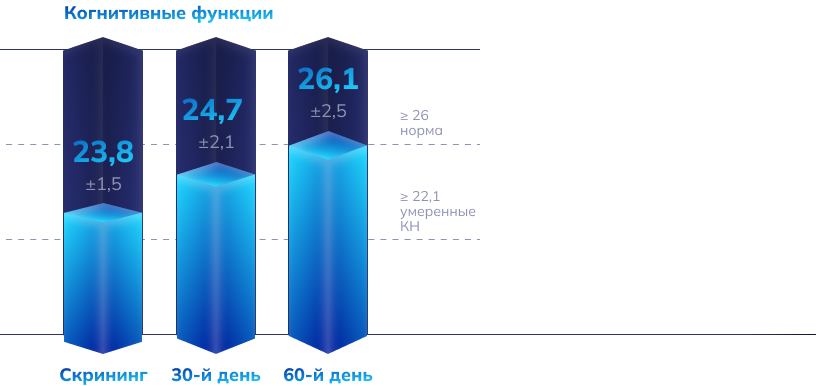 Когнитивные функции
26,1
±2,5
24,7
±2,1
23,8
±1,5
≥ 26
норма
≥ 22,1
умеренные
КН
Скрининг 30-й день 60-й день